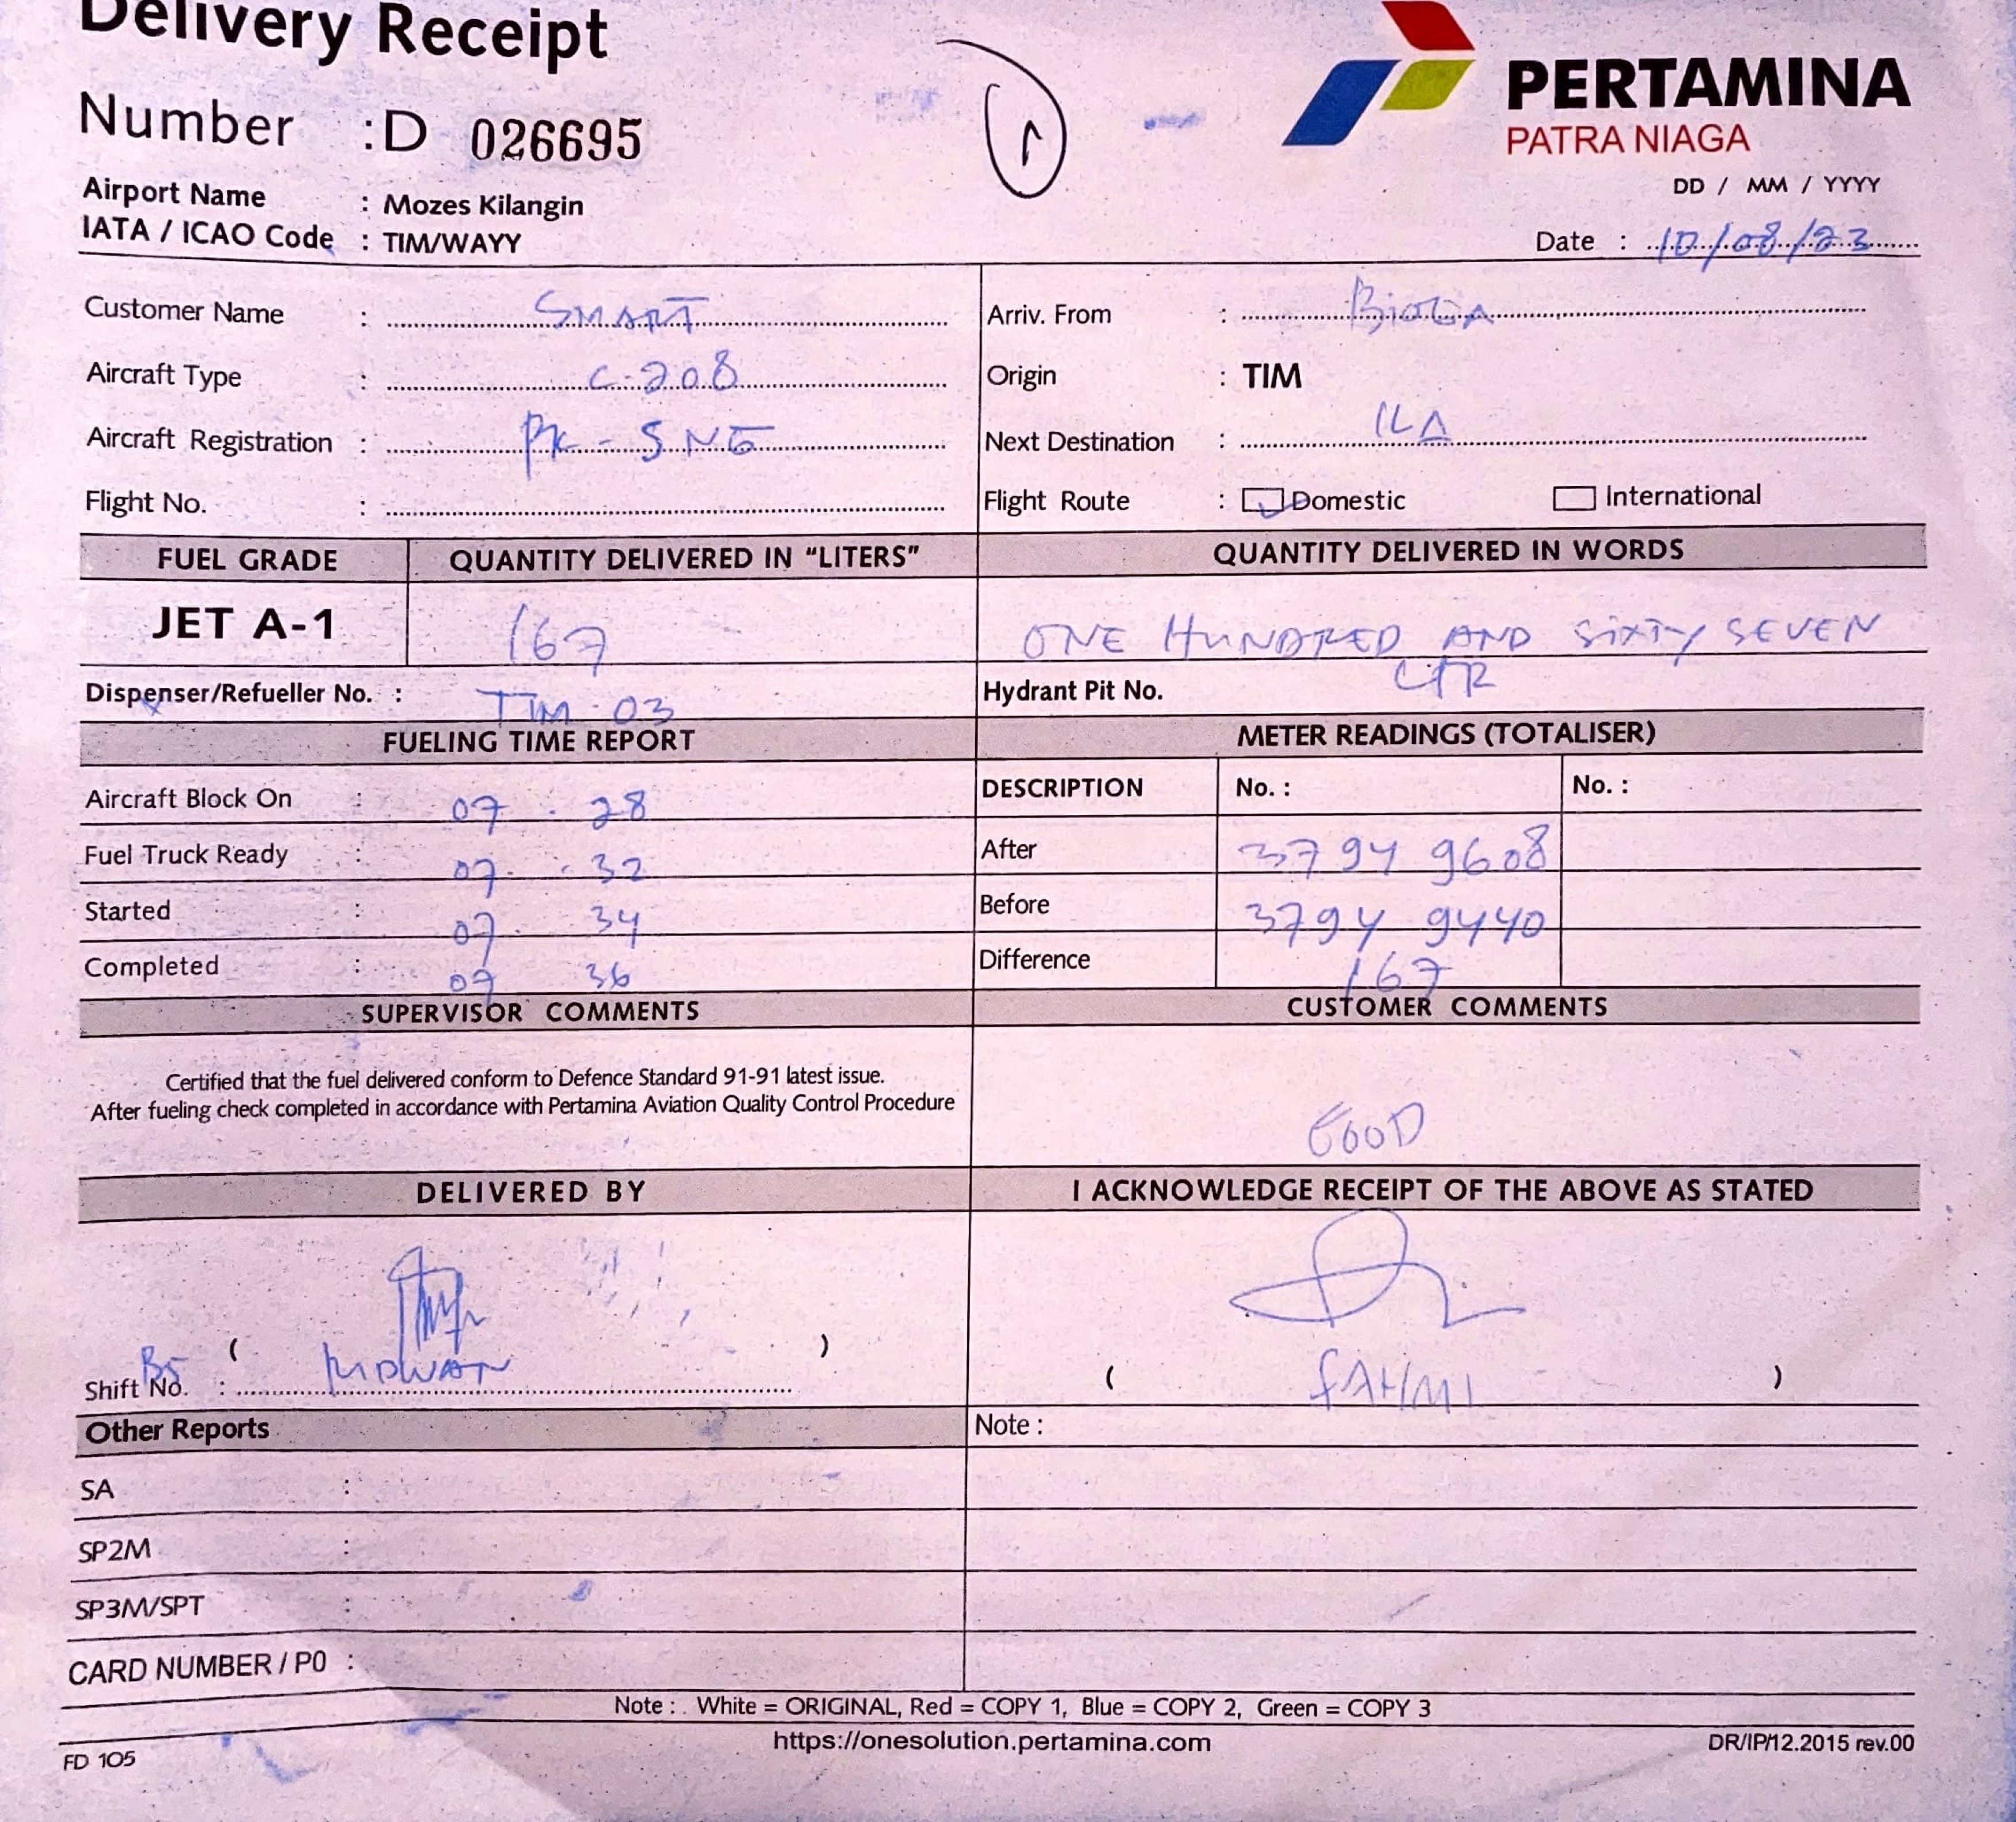 Delivery Receipt
PERTAMINA
PATRA NIAGA
Number : D 026695
DD / MM / YYYY
Airport Name : Mozes Kilangin
IATA / ICAO Code : TIM/WAYY
Date : 10/08/23
Customer Name : SMART
Arriv. From :
Aircraft Type : C-208
Origin : TIM
Aircraft Registration : PK-SNG
Next Destination : ILA
Flight No. :
Flight Route : Domestic International
FUEL GRADE QUANTITY DELIVERED IN "LITERS" QUANTITY DELIVERED IN WORDS
JET A-1 167 ONE HUNDRED AND SIXTY SEVEN
LTR
Dispenser/Refueller No. : TIM-03 Hydrant Pit No.
FUELING TIME REPORT METER READINGS (TOTALISER)
Aircraft Block On : 07 . 28 DESCRIPTION No. : No. :
Fuel Truck Ready : 07 . 32 After 3794 9608
Started : 07 . 34 Before 3794 9440
Completed : 07 36 Difference 167
SUPERVISOR COMMENTS CUSTOMER COMMENTS
Certified that the fuel delivered conform to Defence Standard 91-91 latest issue.
After fueling check completed in accordance with Pertamina Aviation Quality Control Procedure
GOOD
DELIVERED BY I ACKNOWLEDGE RECEIPT OF THE ABOVE AS STATED
( RIDWAN )
( FAHMI )
Shift No. :
Other Reports Note :
SA :
SP2M :
SP3M/SPT :
CARD NUMBER / P0 :
Note : White = ORIGINAL, Red = COPY 1, Blue = COPY 2, Green = COPY 3
https://onesolution.pertamina.com
FD 105
DR/IP/12.2015 rev.00